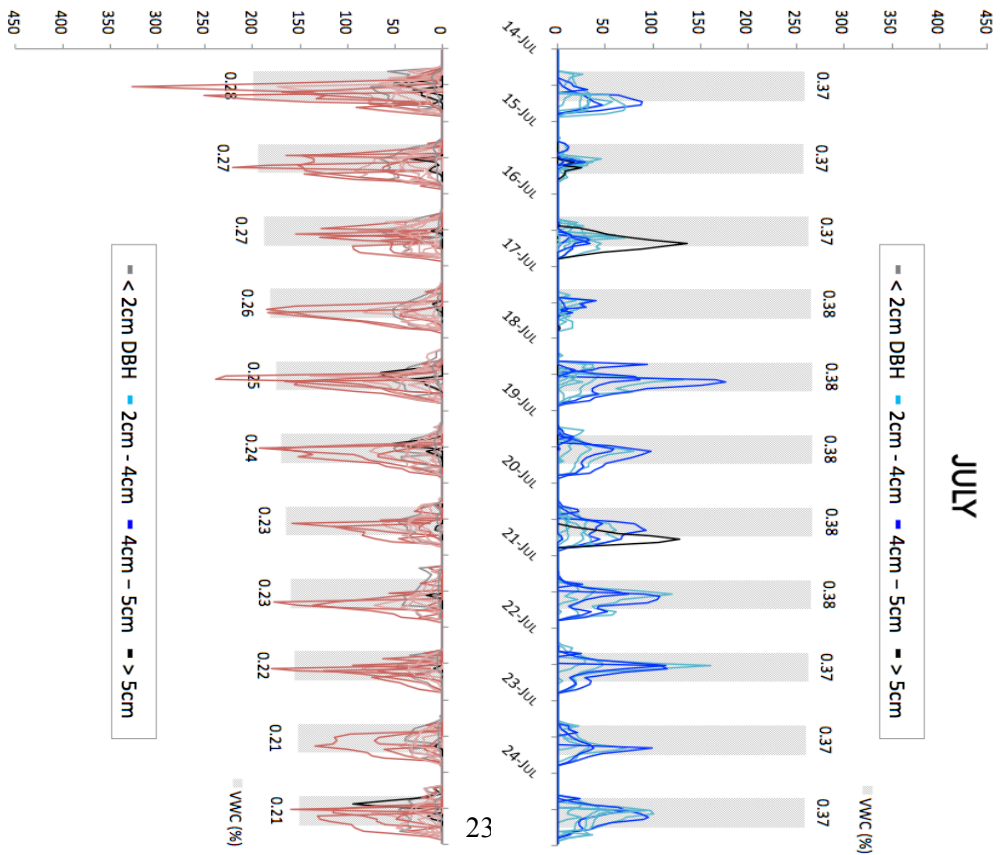 JULY
< 2cm DBH 2cm - 4cm 4cm – 5cm > 5cm
VWC (%)
450
400
350
300
250
200
150
100
50
0
0.37 0.37 0.37 0.38 0.38 0.38 0.38 0.38 0.37 0.37 0.37
14-JUL 15-JUL 16-JUL 17-JUL 18-JUL 19-JUL 20-JUL 21-JUL 22-JUL 23-JUL 24-JUL
23
0
50
100
150
200
250
300
350
400
450
0.28 0.27 0.27 0.26 0.25 0.24 0.23 0.23 0.22 0.21 0.21
VWC (%)
< 2cm DBH 2cm - 4cm 4cm – 5cm > 5cm